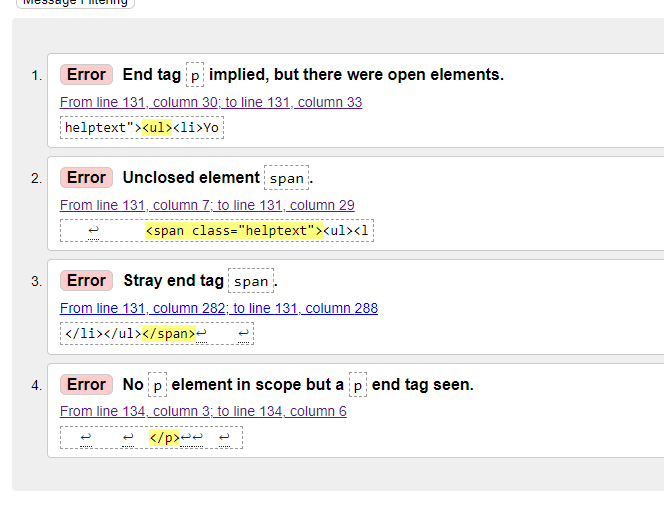 Message Filtering
1. Error End tag p implied, but there were open elements.
From line 131, column 30; to line 131, column 33
helptext"><ul><li>Yo
2. Error Unclosed element span.
From line 131, column 7; to line 131, column 29
↩ <span class="helptext"><ul><l
3. Error Stray end tag span.
From line 131, column 282; to line 131, column 288
</li></ul></span>↩ ↩
4. Error No p element in scope but a p end tag seen.
From line 134, column 3; to line 134, column 6
↩ ↩ </p>↩↩ ↩